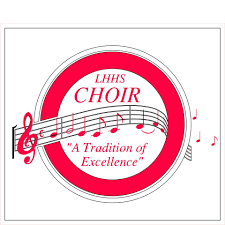 LHHS
CHOIR
"A Tradition of
Excellence"